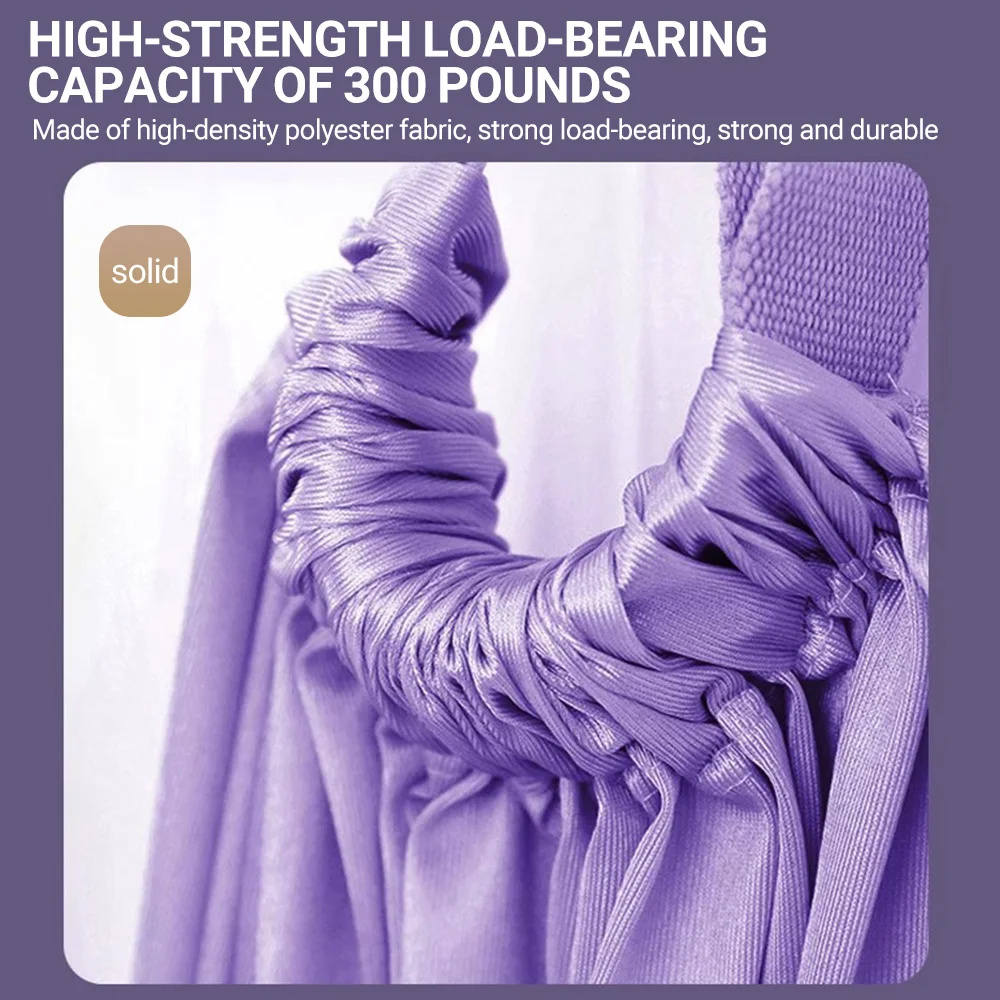 HIGH-STRENGTH LOAD-BEARING
CAPACITY OF 300 POUNDS
Made of high-density polyester fabric, strong load-bearing, strong and durable
solid